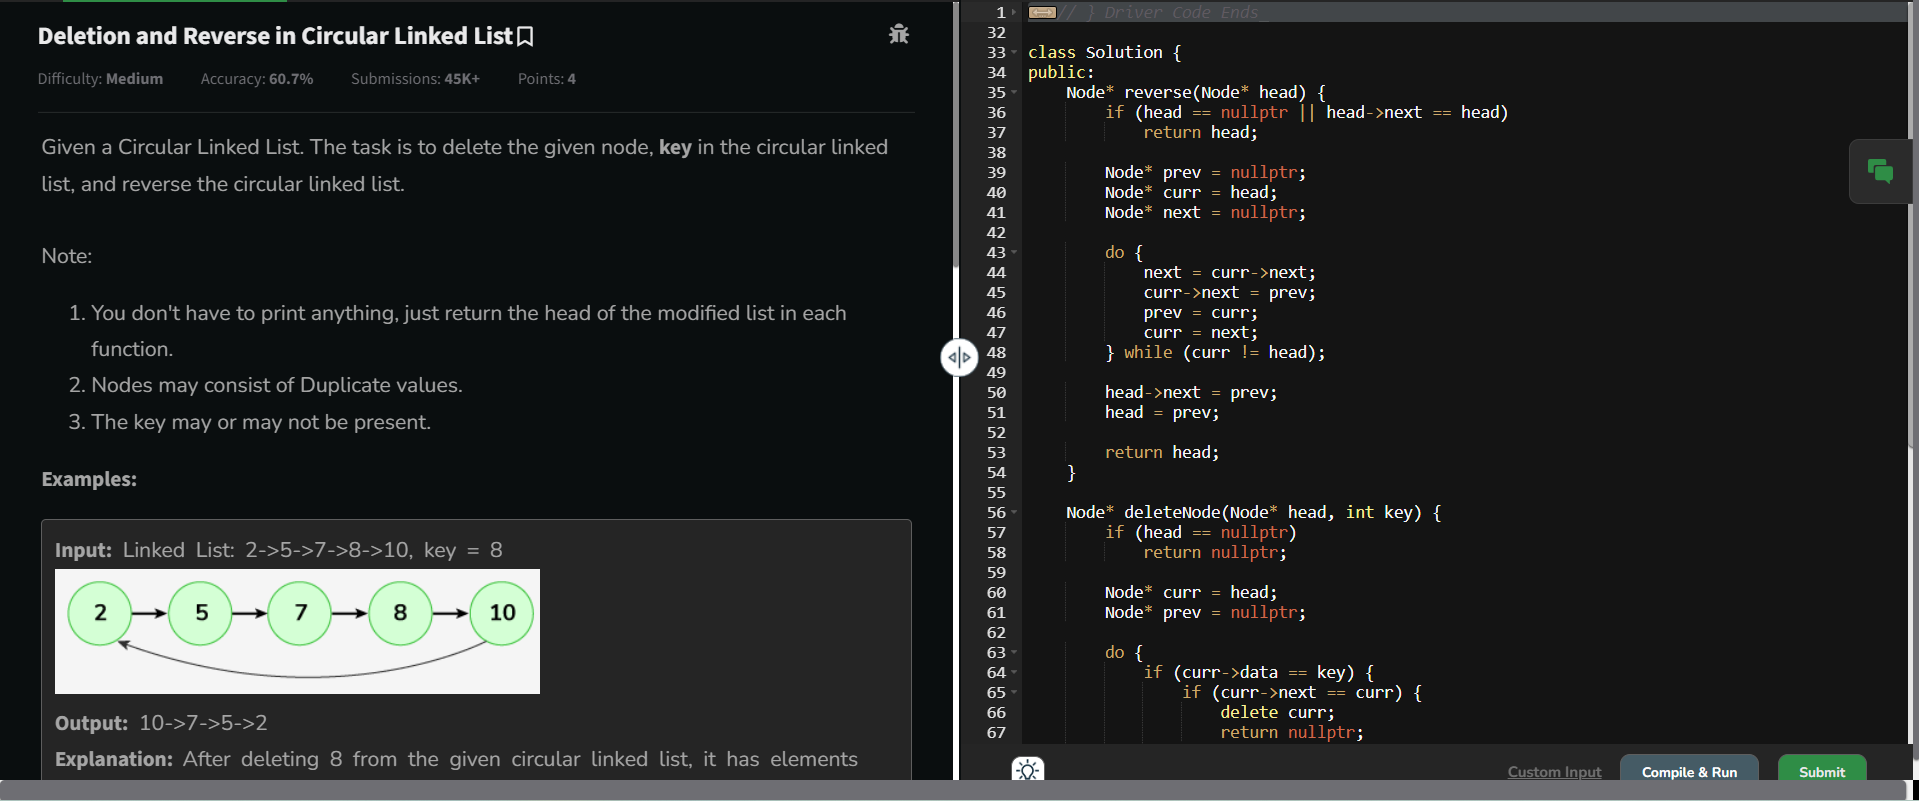 Deletion and Reverse in Circular Linked List
Difficulty: Medium Accuracy: 60.7% Submissions: 45K+ Points: 4
Given a Circular Linked List. The task is to delete the given node, key in the circular linked
list, and reverse the circular linked list.
Note:
1. You don't have to print anything, just return the head of the modified list in each
function.
2. Nodes may consist of Duplicate values.
3. The key may or may not be present.
Examples:
Input: Linked List: 2->5->7->8->10, key = 8
2 5 7 8 10
Output: 10->7->5->2
Explanation: After deleting 8 from the given circular linked list, it has elements
1 // } Driver Code Ends
32
33 class Solution {
34 public:
35     Node* reverse(Node* head) {
36         if (head == nullptr || head->next == head)
37             return head;
38
39         Node* prev = nullptr;
40         Node* curr = head;
41         Node* next = nullptr;
42
43         do {
44             next = curr->next;
45             curr->next = prev;
46             prev = curr;
47             curr = next;
48         } while (curr != head);
49
50         head->next = prev;
51         head = prev;
52
53         return head;
54     }
55
56     Node* deleteNode(Node* head, int key) {
57         if (head == nullptr)
58             return nullptr;
59
60         Node* curr = head;
61         Node* prev = nullptr;
62
63         do {
64             if (curr->data == key) {
65                 if (curr->next == curr) {
66                     delete curr;
67                     return nullptr;
Custom Input Compile & Run Submit